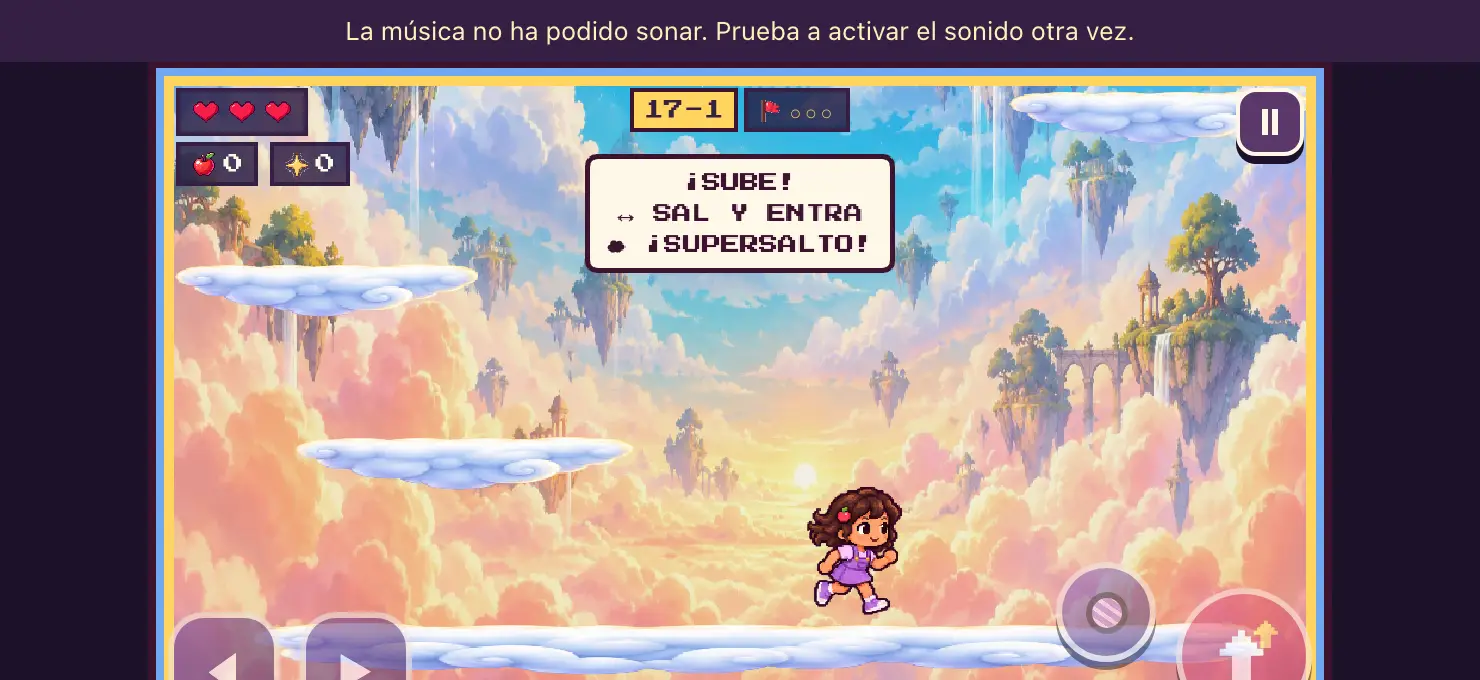 La música no ha podido sonar. Prueba a activar el sonido otra vez.
17-1
0
0
¡SUBE!
↔ SAL Y ENTRA
¡SUPERSALTO!